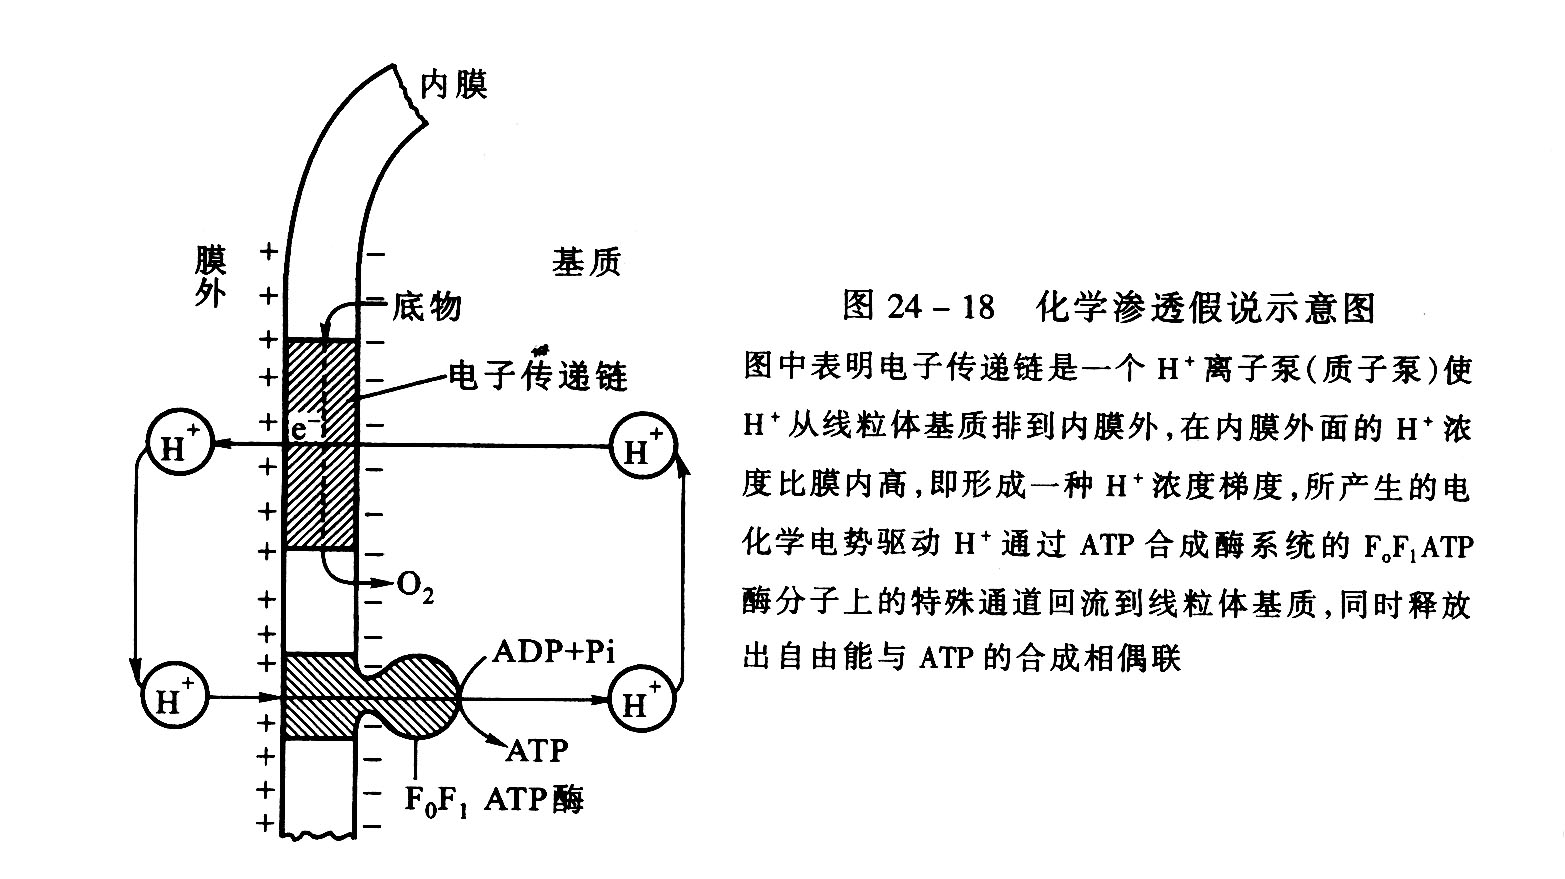 内膜
膜外
基质
底物
电子传递链
e⁻
H⁺
H⁺
O₂
ADP+Pi
H⁺
H⁺
ATP
F₀F₁ ATP酶
+ + + + + + + + + + + + + + + +
− − − − − − − − − − − − − − −
图 24－18 化学渗透假说示意图
图中表明电子传递链是一个 H⁺离子泵(质子泵)使
H⁺从线粒体基质排到内膜外,在内膜外面的 H⁺浓
度比膜内高,即形成一种 H⁺浓度梯度,所产生的电
化学电势驱动 H⁺通过 ATP 合成酶系统的 FₒF₁ATP
酶分子上的特殊通道回流到线粒体基质,同时释放
出自由能与 ATP 的合成相偶联